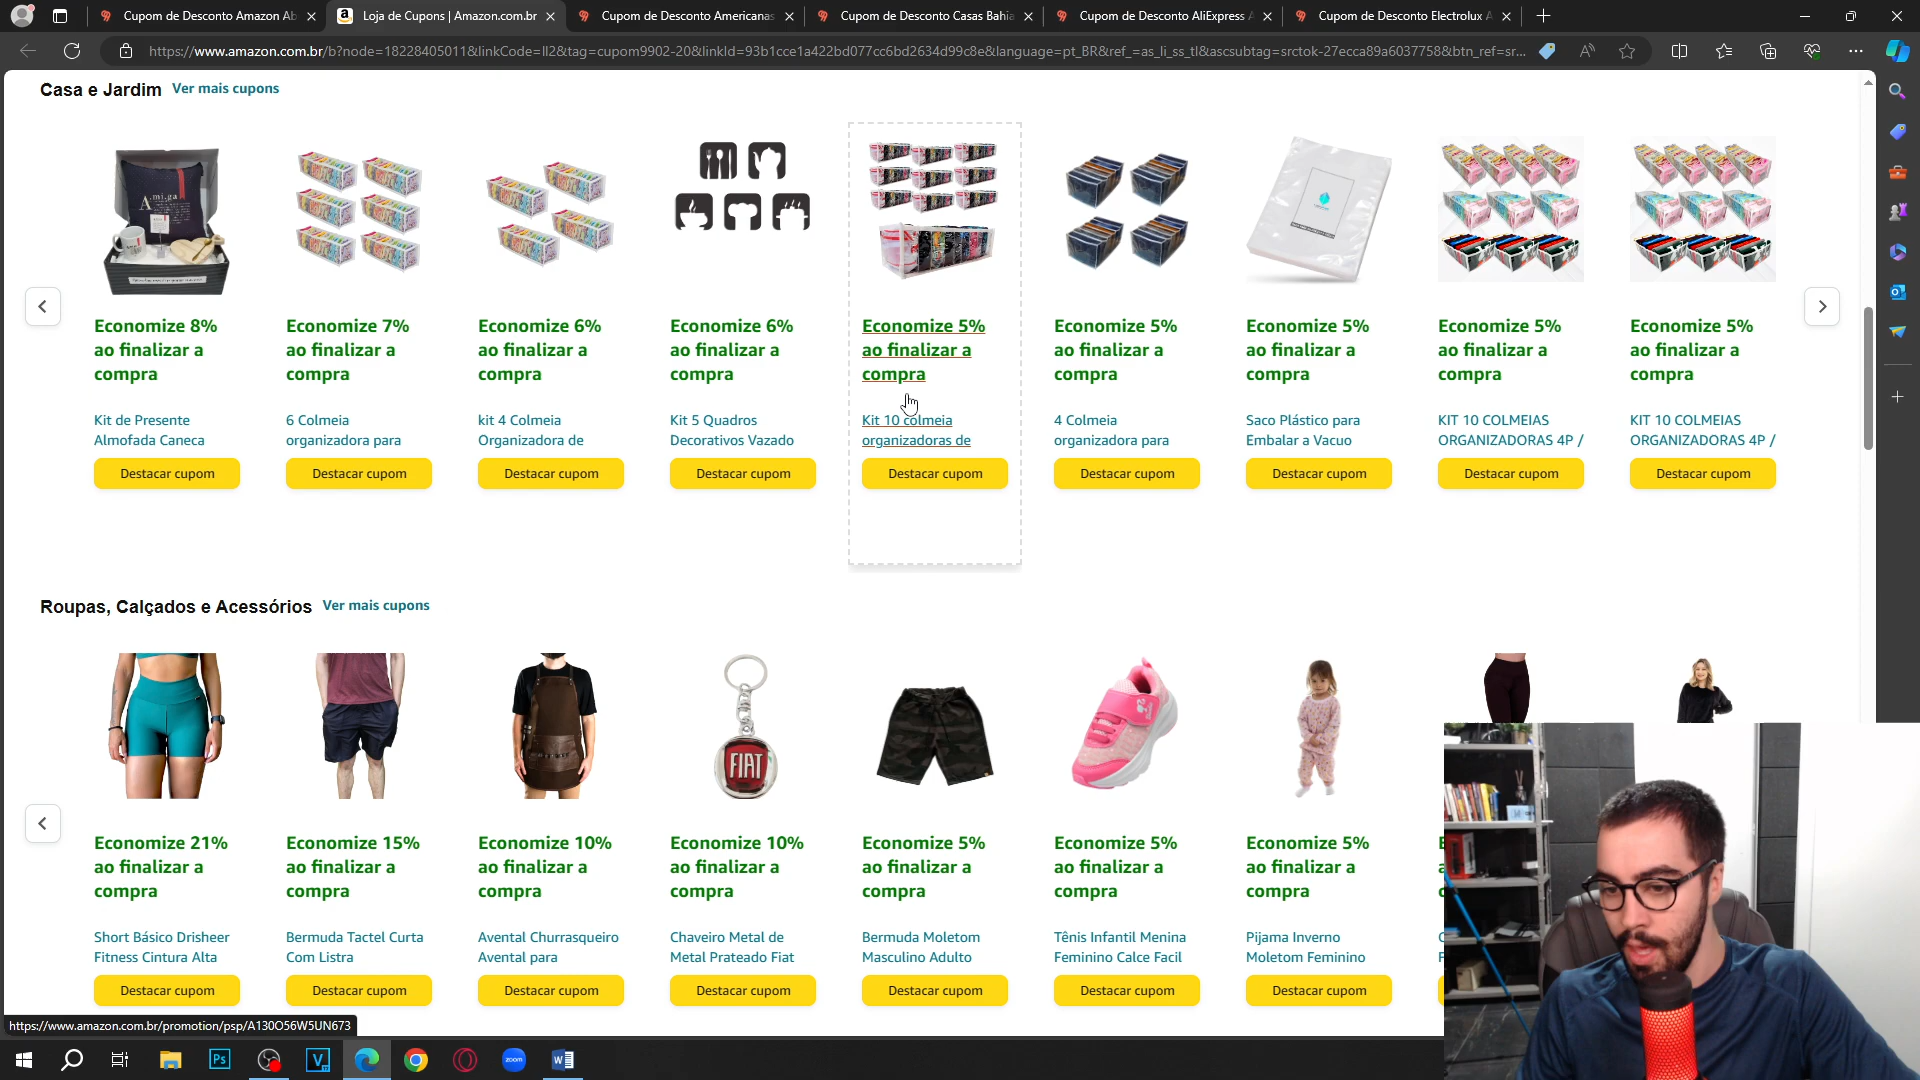 Cupom de Desconto Amazon Ab
Loja de Cupons | Amazon.com.br
Cupom de Desconto Americanas
Cupom de Desconto Casas Bahia
Cupom de Desconto AliExpress A
Cupom de Desconto Electrolux A
https://www.amazon.com.br/b?node=18228405011&linkCode=ll2&tag=cupom9902-20&linkId=93b1cce1a422bd077cc6bd2634d99c8e&language=pt_BR&ref_=as_li_ss_tl&ascsubtag=srctok-27ecca89a6037758&btn_ref=sr...
Casa e Jardim Ver mais cupons
Economize 8%
ao finalizar a
compra
Kit de Presente
Almofada Caneca
Destacar cupom
Economize 7%
ao finalizar a
compra
6 Colmeia
organizadora para
Destacar cupom
Economize 6%
ao finalizar a
compra
kit 4 Colmeia
Organizadora de
Destacar cupom
Economize 6%
ao finalizar a
compra
Kit 5 Quadros
Decorativos Vazado
Destacar cupom
Economize 5%
ao finalizar a
compra
Kit 10 colmeia
organizadoras de
Destacar cupom
Economize 5%
ao finalizar a
compra
4 Colmeia
organizadora para
Destacar cupom
Economize 5%
ao finalizar a
compra
Saco Plástico para
Embalar a Vacuo
Destacar cupom
Economize 5%
ao finalizar a
compra
KIT 10 COLMEIAS
ORGANIZADORAS 4P /
Destacar cupom
Economize 5%
ao finalizar a
compra
KIT 10 COLMEIAS
ORGANIZADORAS 4P /
Destacar cupom
Roupas, Calçados e Acessórios Ver mais cupons
FIAT
Economize 21%
ao finalizar a
compra
Short Básico Drisheer
Fitness Cintura Alta
Destacar cupom
Economize 15%
ao finalizar a
compra
Bermuda Tactel Curta
Com Listra
Destacar cupom
Economize 10%
ao finalizar a
compra
Avental Churrasqueiro
Avental para
Destacar cupom
Economize 10%
ao finalizar a
compra
Chaveiro Metal de
Metal Prateado Fiat
Destacar cupom
Economize 5%
ao finalizar a
compra
Bermuda Moletom
Masculino Adulto
Destacar cupom
Economize 5%
ao finalizar a
compra
Tênis Infantil Menina
Feminino Calce Facil
Destacar cupom
Economize 5%
ao finalizar a
compra
Pijama Inverno
Moletom Feminino
Destacar cupom
https://www.amazon.com.br/promotion/psp/A130O56W5UN673
Ps
V
zoom
W